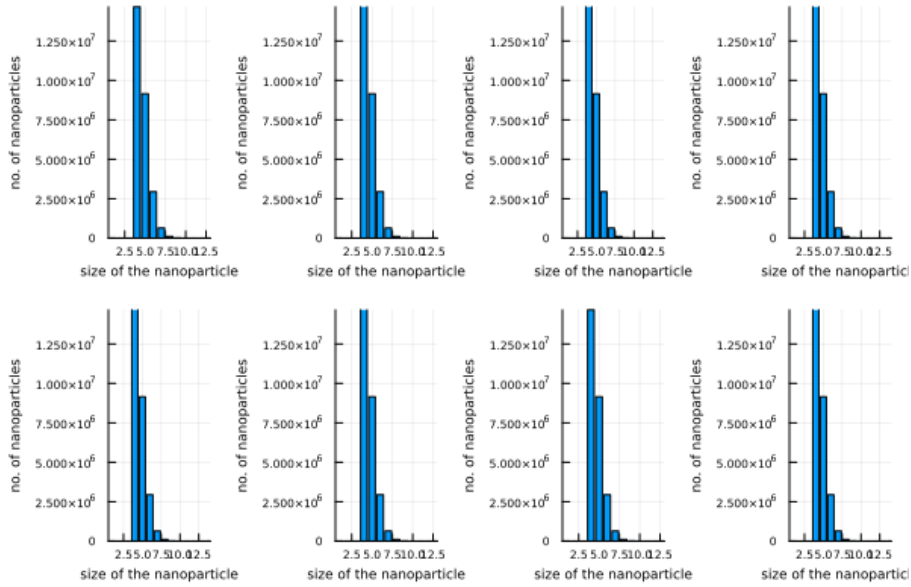 no. of nanoparticles
1.250×10⁷
1.000×10⁷
7.500×10⁶
5.000×10⁶
2.500×10⁶
0
2.5 5.0 7.5 10.0 12.5
size of the nanoparticle
no. of nanoparticles
1.250×10⁷
1.000×10⁷
7.500×10⁶
5.000×10⁶
2.500×10⁶
0
2.5 5.0 7.5 10.0 12.5
size of the nanoparticle
no. of nanoparticles
1.250×10⁷
1.000×10⁷
7.500×10⁶
5.000×10⁶
2.500×10⁶
0
2.5 5.0 7.5 10.0 12.5
size of the nanoparticle
no. of nanoparticles
1.250×10⁷
1.000×10⁷
7.500×10⁶
5.000×10⁶
2.500×10⁶
0
2.5 5.0 7.5 10.0 12.5
size of the nanoparticl
no. of nanoparticles
1.250×10⁷
1.000×10⁷
7.500×10⁶
5.000×10⁶
2.500×10⁶
0
2.5 5.0 7.5 10.0 12.5
size of the nanoparticle
no. of nanoparticles
1.250×10⁷
1.000×10⁷
7.500×10⁶
5.000×10⁶
2.500×10⁶
0
2.5 5.0 7.5 10.0 12.5
size of the nanoparticle
no. of nanoparticles
1.250×10⁷
1.000×10⁷
7.500×10⁶
5.000×10⁶
2.500×10⁶
0
2.5 5.0 7.5 10.0 12.5
size of the nanoparticle
no. of nanoparticles
1.250×10⁷
1.000×10⁷
7.500×10⁶
5.000×10⁶
2.500×10⁶
0
2.5 5.0 7.5 10.0 12.5
size of the nanoparticl